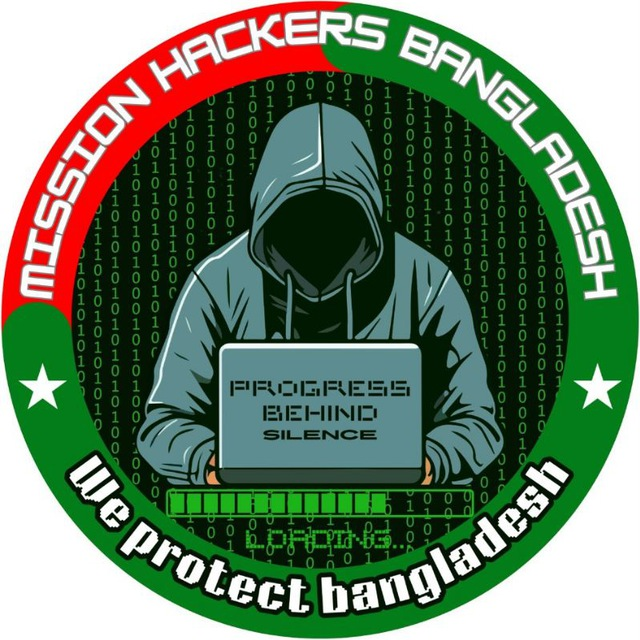 MISSION HACKERS BANGLADESH
PROGRESS
BEHIND
SILENCE
LOADING...
We protect bangladesh